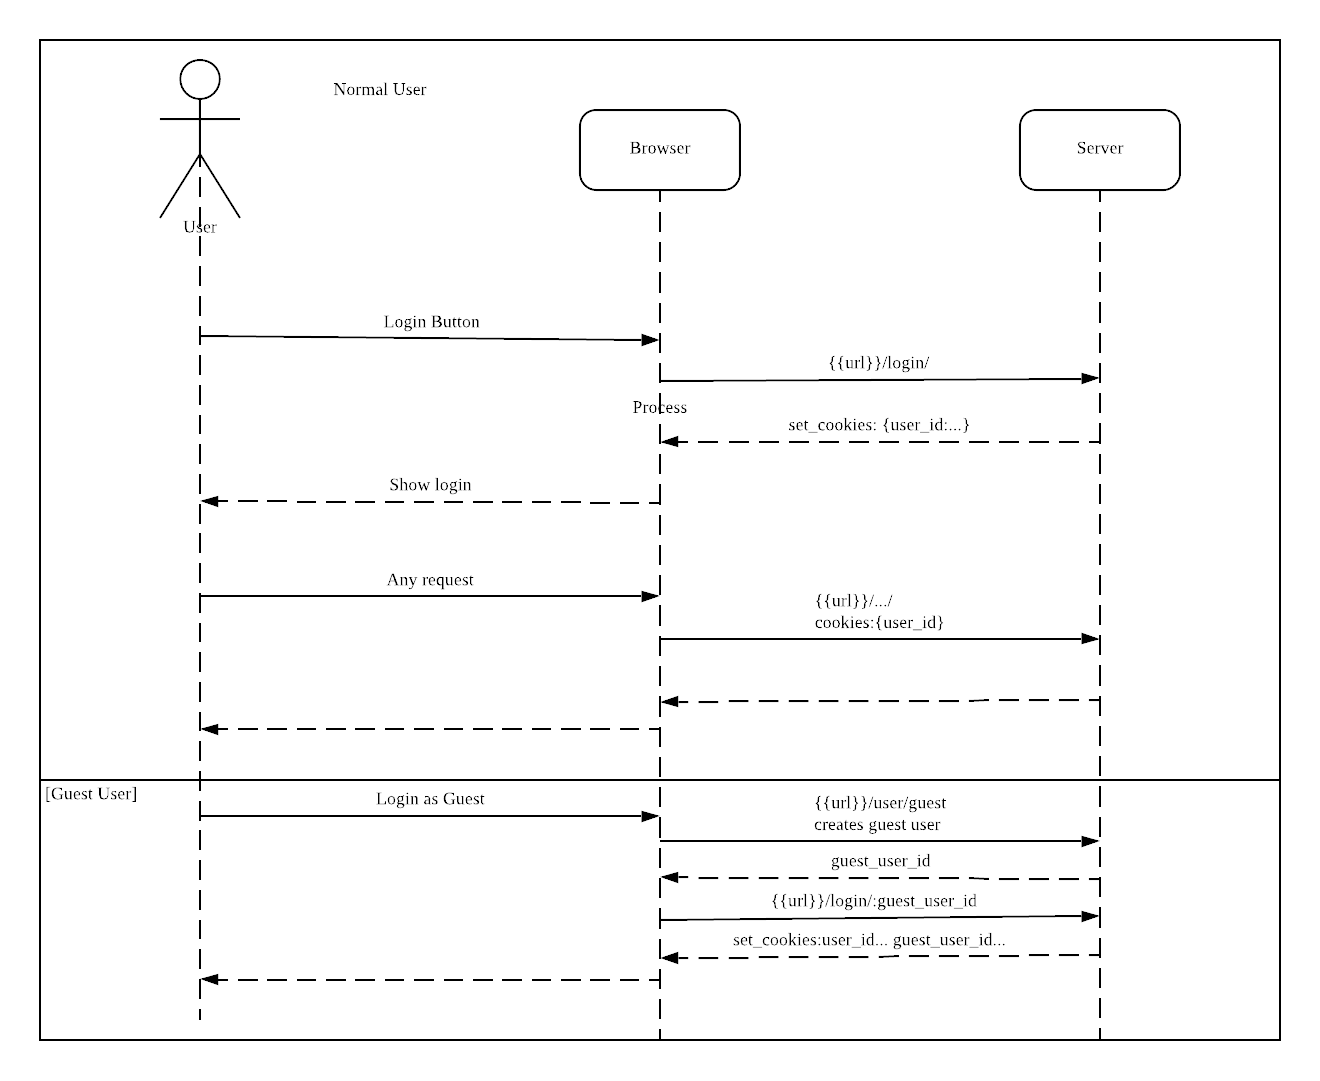 Normal User
Browser
Server
User
Login Button
{{url}}/login/
Process
set_cookies: {user_id:...}
Show login
Any request
{{url}}/.../
cookies:{user_id}
[Guest User]
Login as Guest
{{url}}/user/guest
creates guest user
guest_user_id
{{url}}/login/:guest_user_id
set_cookies:user_id... guest_user_id...